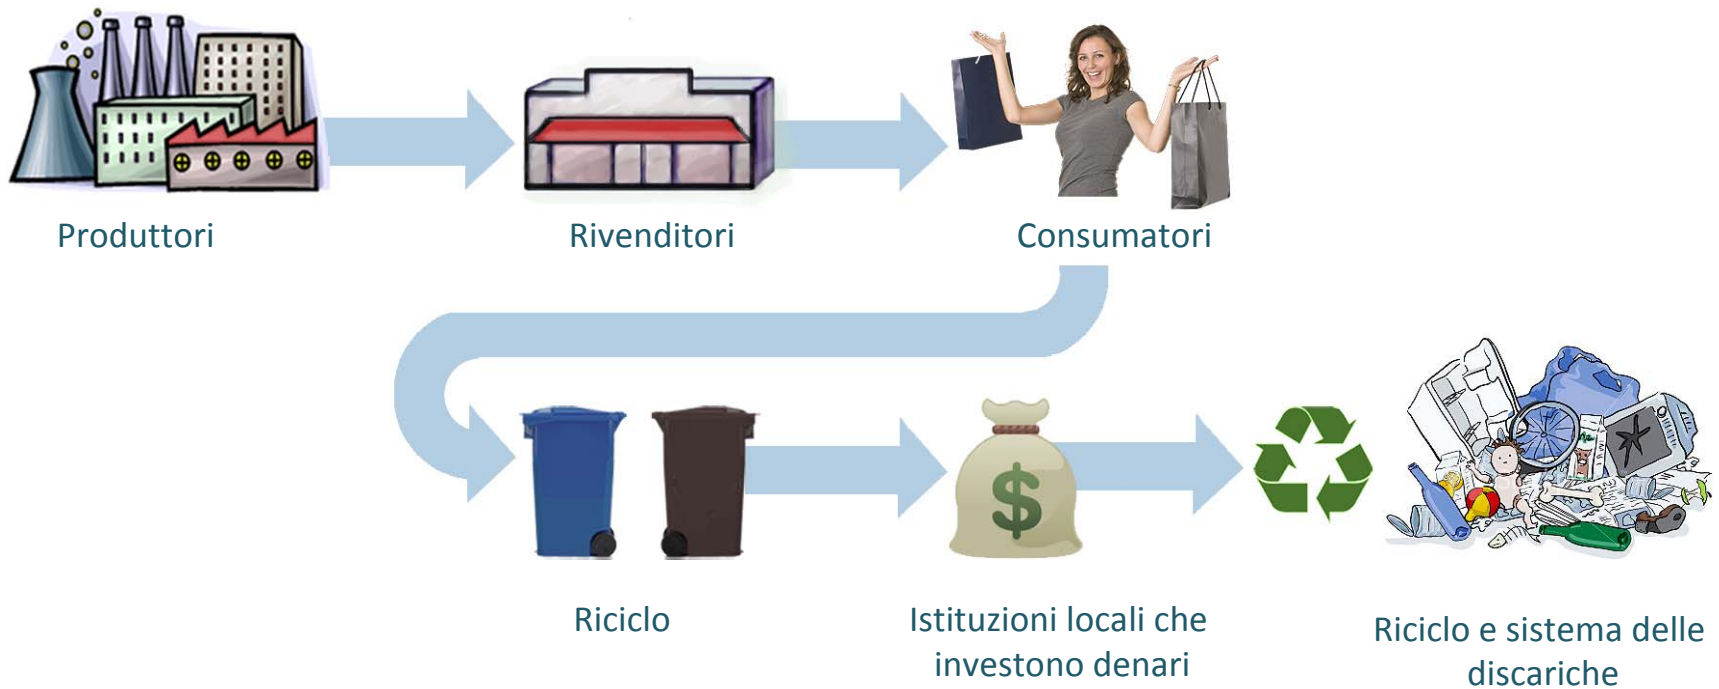 Produttori
Rivenditori
Consumatori
$
Riciclo
Istituzioni locali che
investono denari
Riciclo e sistema delle
discariche